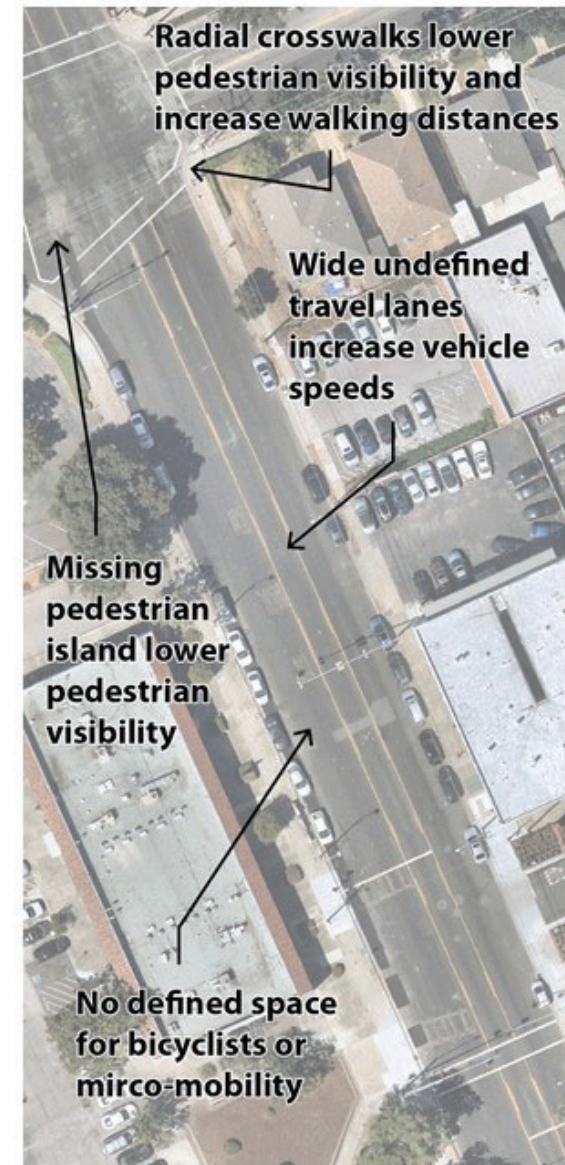 Radial crosswalks lower
pedestrian visibility and
increase walking distances
Wide undefined
travel lanes
increase vehicle
speeds
Missing
pedestrian
island lower
pedestrian
visibility
No defined space
for bicyclists or
mirco-mobility